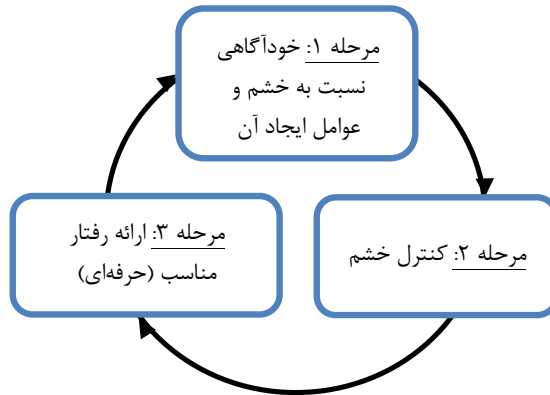 مرحله ۱: خودآگاهی
نسبت به خشم و
عوامل ایجاد آن
مرحله ۲: کنترل خشم
مرحله ۳: ارائه رفتار
مناسب (حرفه‌ای)